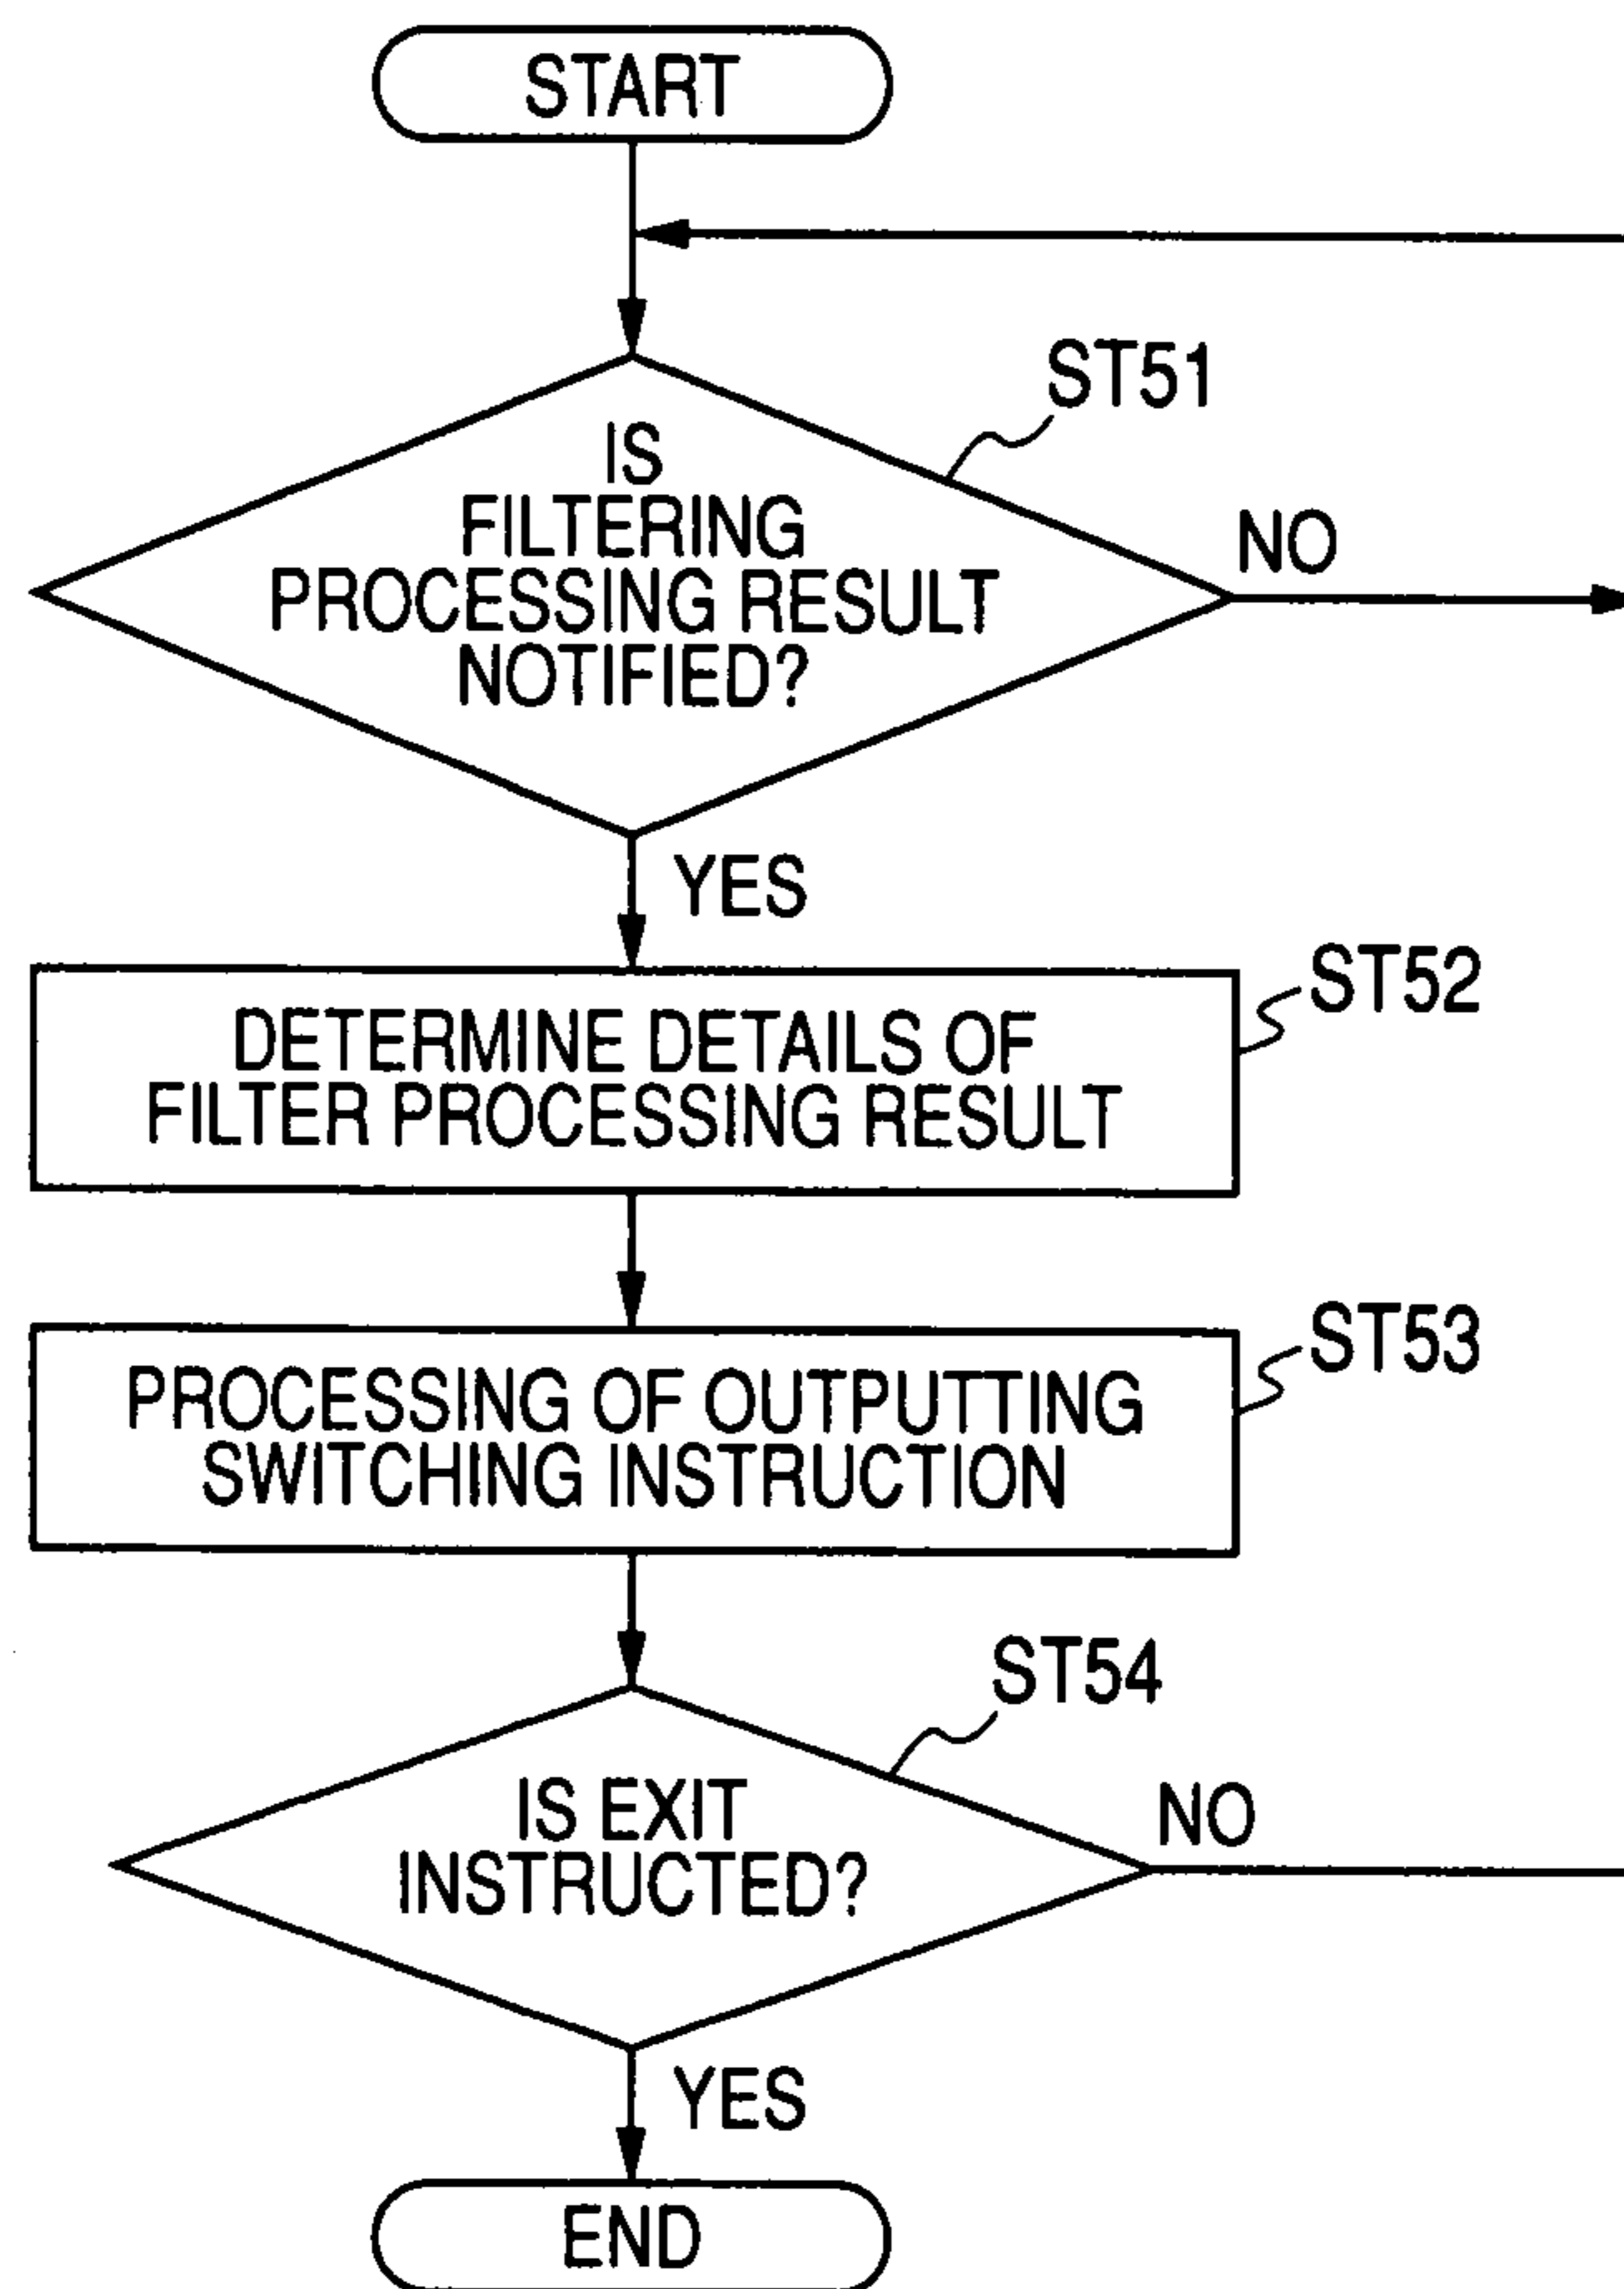 START
ST51
IS
FILTERING
PROCESSING RESULT
NOTIFIED?
NO
YES
ST52
DETERMINE DETAILS OF
FILTER PROCESSING RESULT
ST53
PROCESSING OF OUTPUTTING
SWITCHING INSTRUCTION
ST54
IS EXIT
INSTRUCTED?
NO
YES
END